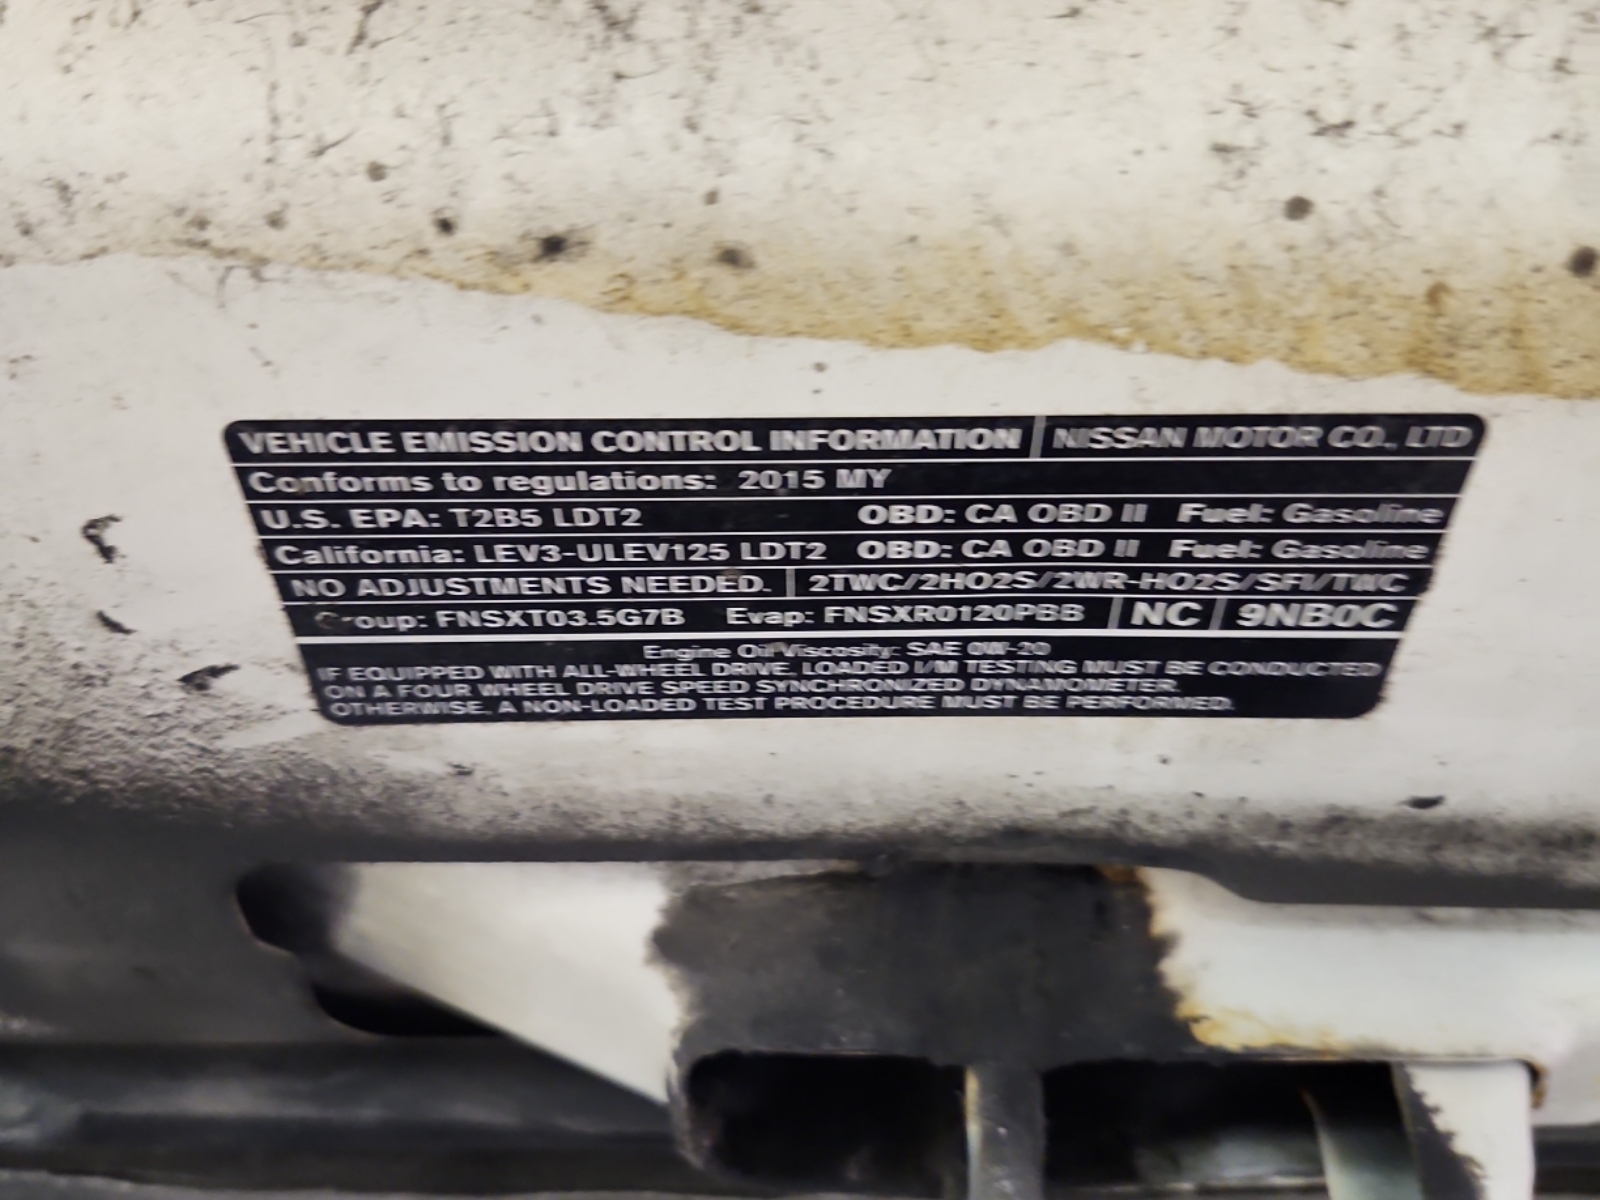 VEHICLE EMISSION CONTROL INFORMATION NISSAN MOTOR CO., LTD
Conforms to regulations: 2015 MY
U.S. EPA: T2B5 LDT2 OBD: CA OBD II Fuel: Gasoline
California: LEV3-ULEV125 LDT2 OBD: CA OBD II Fuel: Gasoline
NO ADJUSTMENTS NEEDED. 2TWC/2HO2S/2WR-HO2S/SFI/TWC
Group: FNSXT03.5G7B Evap: FNSXR0120PBB NC 9NB0C
Engine Oil Viscosity: SAE 0W-20
IF EQUIPPED WITH ALL-WHEEL DRIVE, LOADED I/M TESTING MUST BE CONDUCTED
ON A FOUR WHEEL DRIVE SPEED SYNCHRONIZED DYNAMOMETER.
OTHERWISE, A NON-LOADED TEST PROCEDURE MUST BE PERFORMED.